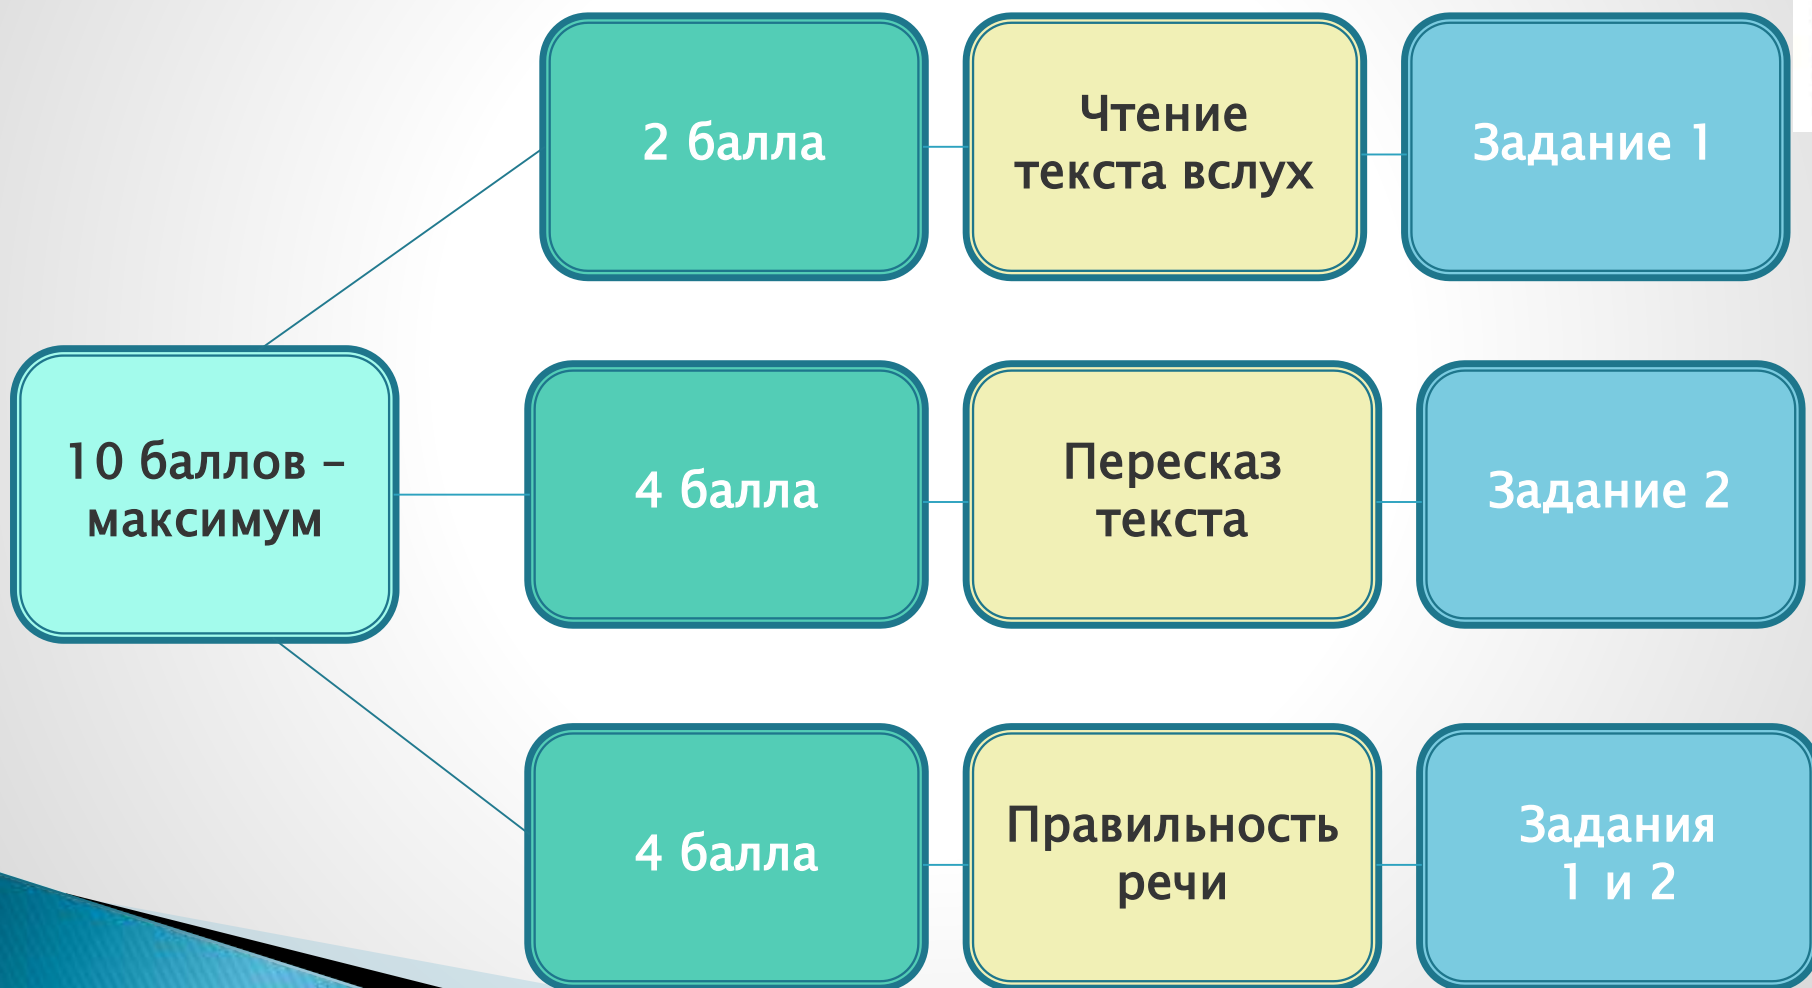 2 балла
Чтение
текста вслух
Задание 1
10 баллов –
максимум
4 балла
Пересказ
текста
Задание 2
4 балла
Правильность
речи
Задания
1 и 2